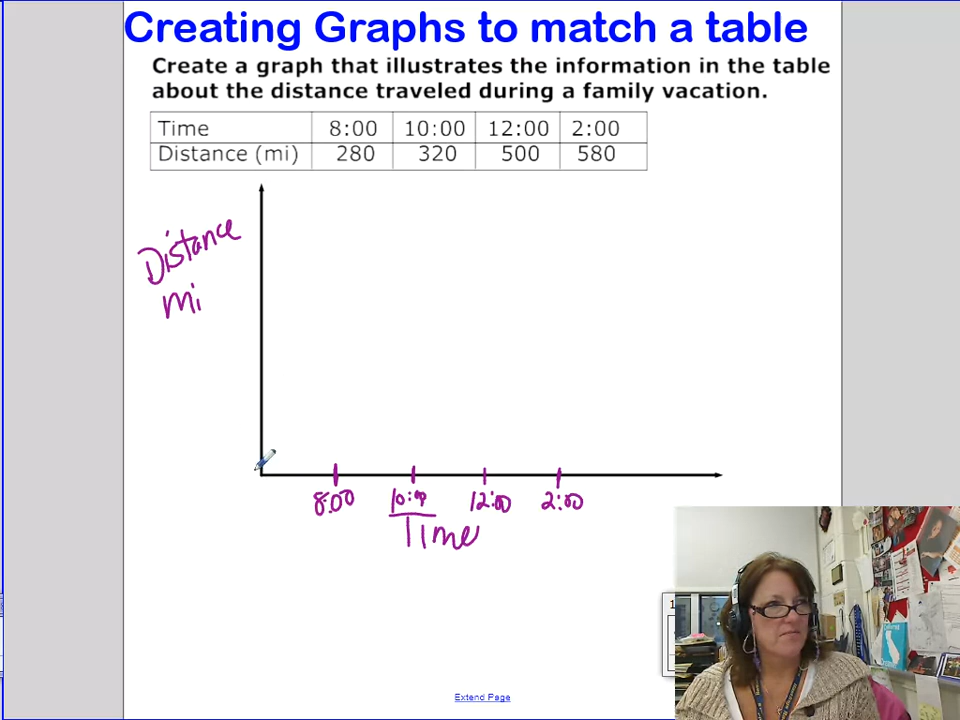 Creating Graphs to match a table
Create a graph that illustrates the information in the table
about the distance traveled during a family vacation.
Time 8:00 10:00 12:00 2:00
Distance (mi) 280 320 500 580
Distance
mi
8:00 10:00 12:00 2:00
Time
Extend Page